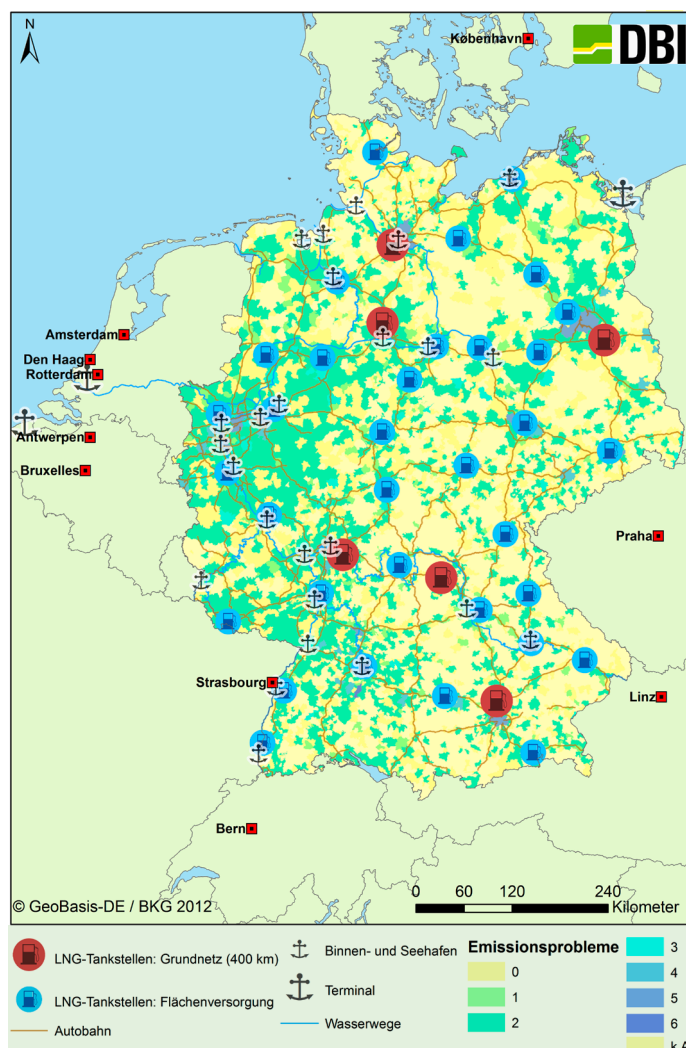 N
København
DBI
Amsterdam
Den Haag
Rotterdam
Antwerpen
Bruxelles
Praha
Strasbourg
Linz
Bern
© GeoBasis-DE / BKG 2012
0 60 120 240
Kilometer
LNG-Tankstellen: Grundnetz (400 km)
LNG-Tankstellen: Flächenversorgung
Autobahn
Binnen- und Seehafen
Terminal
Wasserwege
Emissionsprobleme
0
1
2
3
4
5
6